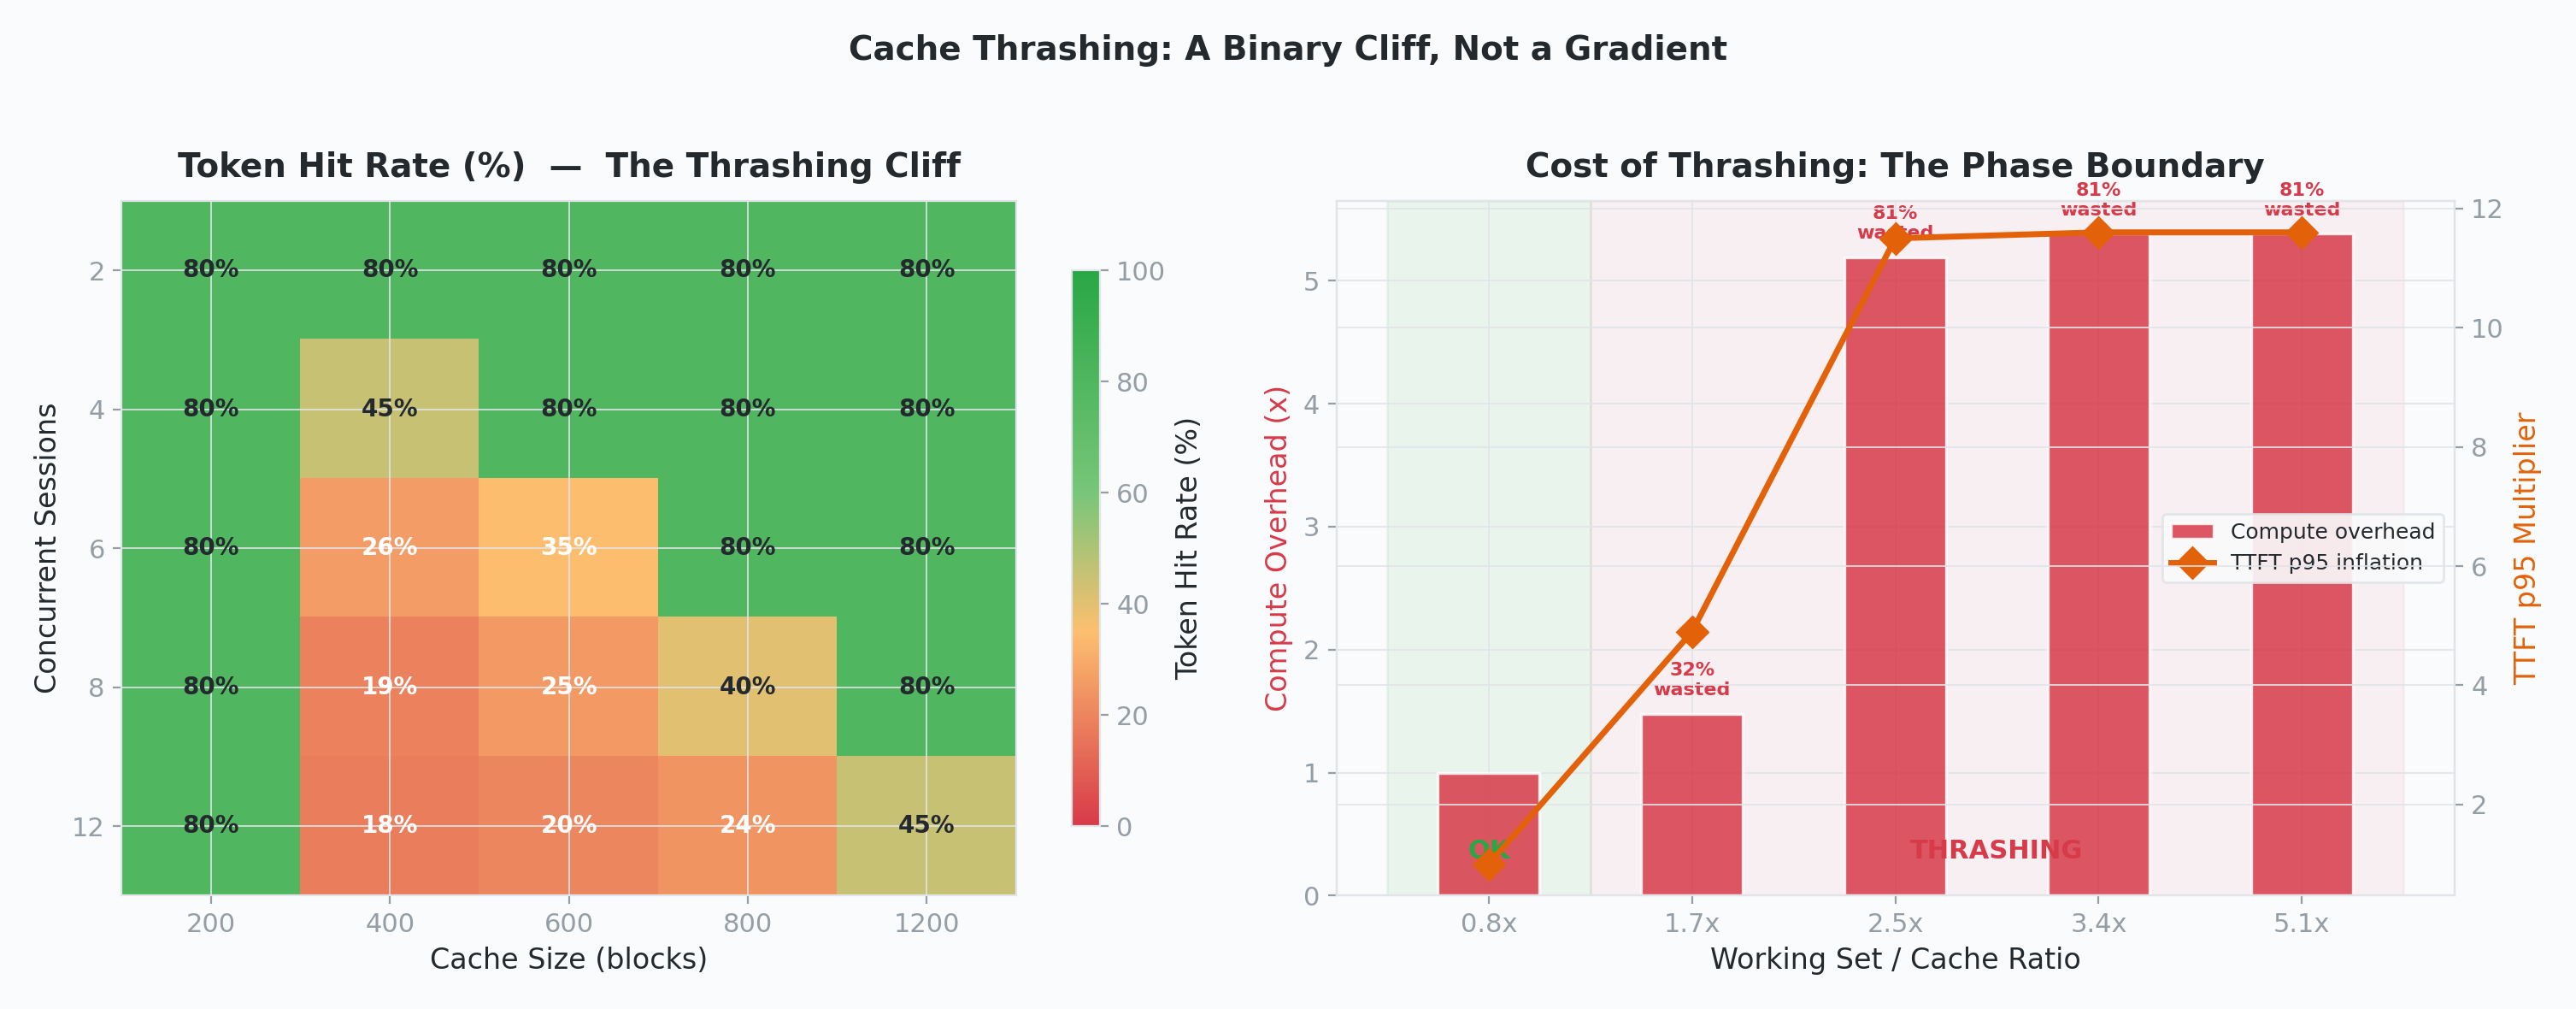 Cache Thrashing: A Binary Cliff, Not a Gradient
Token Hit Rate (%) — The Thrashing Cliff
2
4
6
8
12
Concurrent Sessions
80% 80% 80% 80% 80%
80% 45% 80% 80% 80%
80% 26% 35% 80% 80%
80% 19% 25% 40% 80%
80% 18% 20% 24% 45%
200 400 600 800 1200
Cache Size (blocks)
100
80
60
40
20
0
Token Hit Rate (%)
Cost of Thrashing: The Phase Boundary
Compute Overhead (x)
5
4
3
2
1
0
32%
wasted
81%
wasted
81%
wasted
81%
wasted
OK
THRASHING
Compute overhead
TTFT p95 inflation
12
10
8
6
4
2
TTFT p95 Multiplier
0.8x 1.7x 2.5x 3.4x 5.1x
Working Set / Cache Ratio